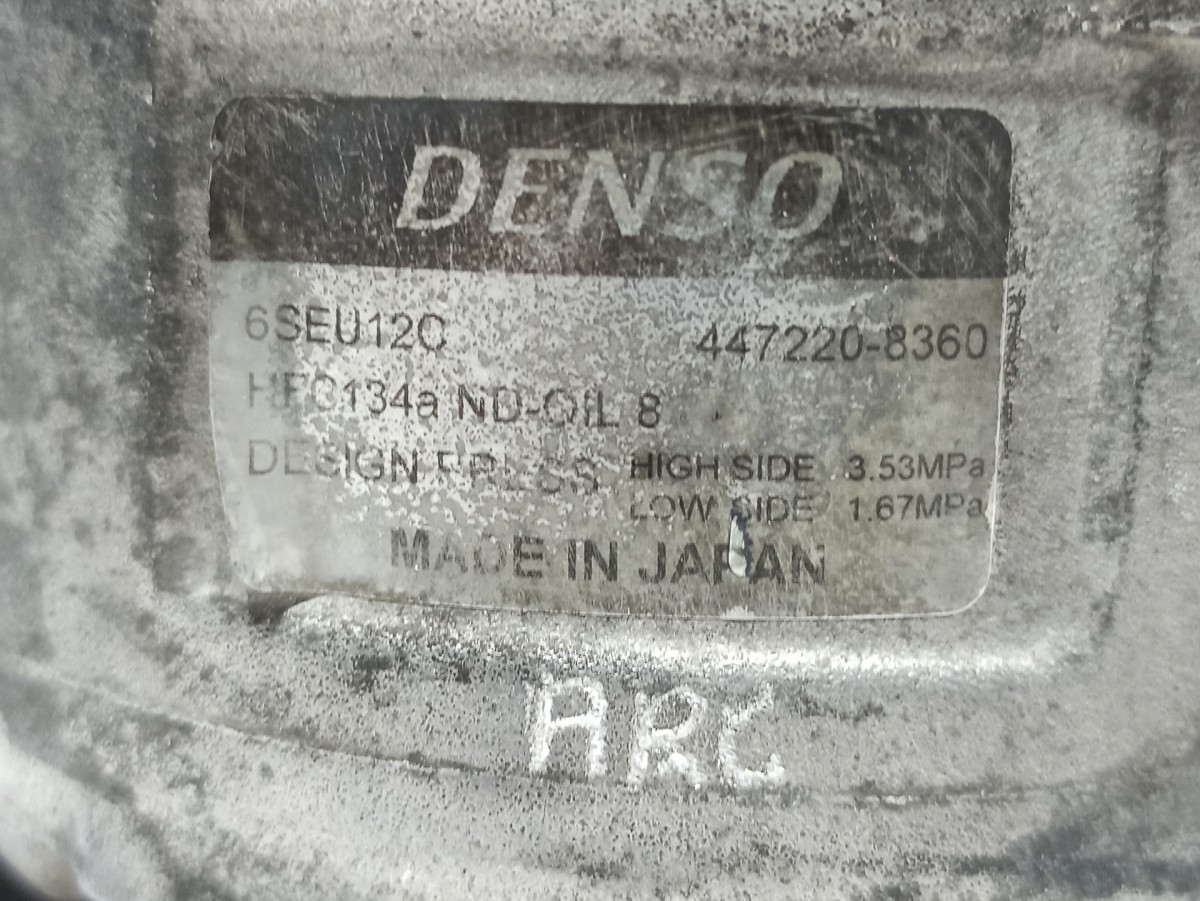 DENSO
6SEU12C 447220-8360
HFC134a ND-OIL 8
DESIGN PRESS HIGH SIDE 3.53MPa
LOW SIDE 1.67MPa
MADE IN JAPAN
ARC